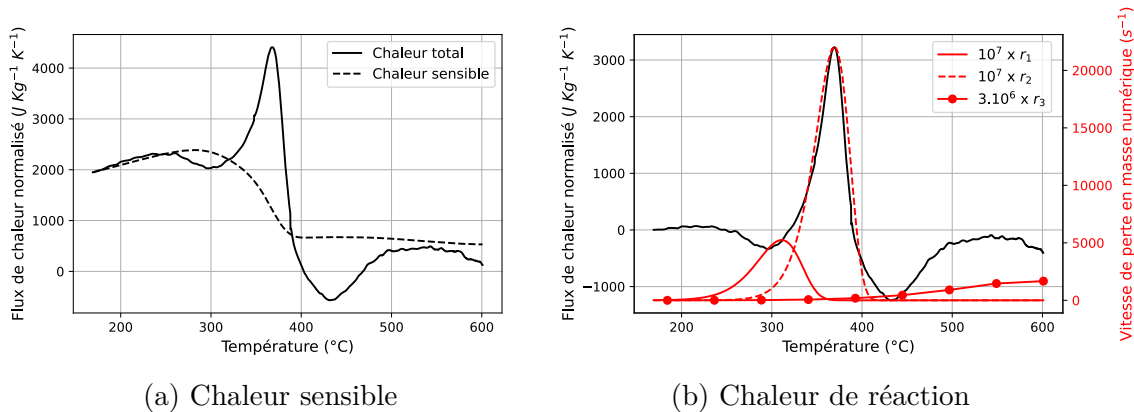 Flux de chaleur normalisé (J Kg⁻¹ K⁻¹)
4000
3000
2000
1000
0
200
300
400
500
600
Température (°C)
Chaleur total
Chaleur sensible
(a) Chaleur sensible
Flux de chaleur normalisé (J Kg⁻¹ K⁻¹)
3000
2000
1000
0
−1000
200
300
400
500
600
Température (°C)
10⁷ x r₁
10⁷ x r₂
3.10⁶ x r₃
20000
15000
10000
5000
0
Vitesse de perte en masse numérique (s⁻¹)
(b) Chaleur de réaction